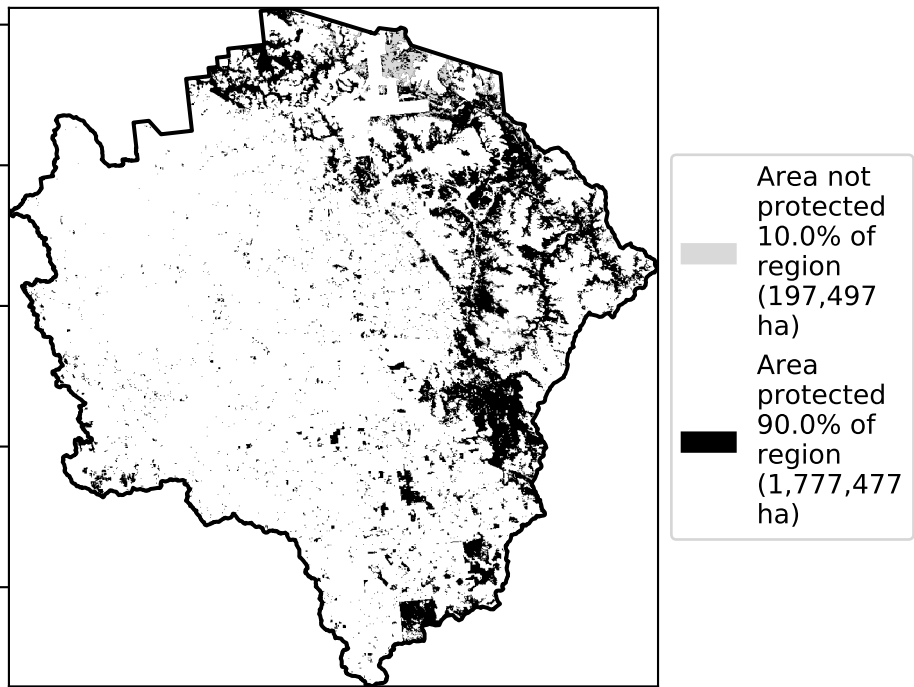 Area not
protected
10.0% of
region
(197,497
ha)
Area
protected
90.0% of
region
(1,777,477
ha)